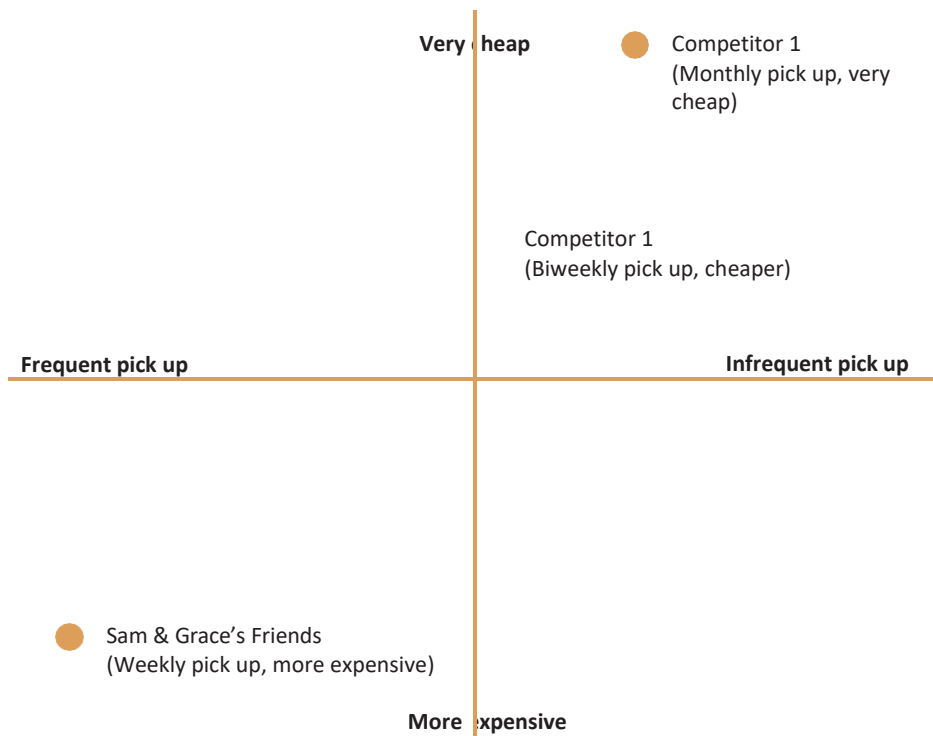 Very cheap
Competitor 1
(Monthly pick up, very
cheap)
Competitor 1
(Biweekly pick up, cheaper)
Frequent pick up
Infrequent pick up
Sam & Grace’s Friends
(Weekly pick up, more expensive)
More expensive